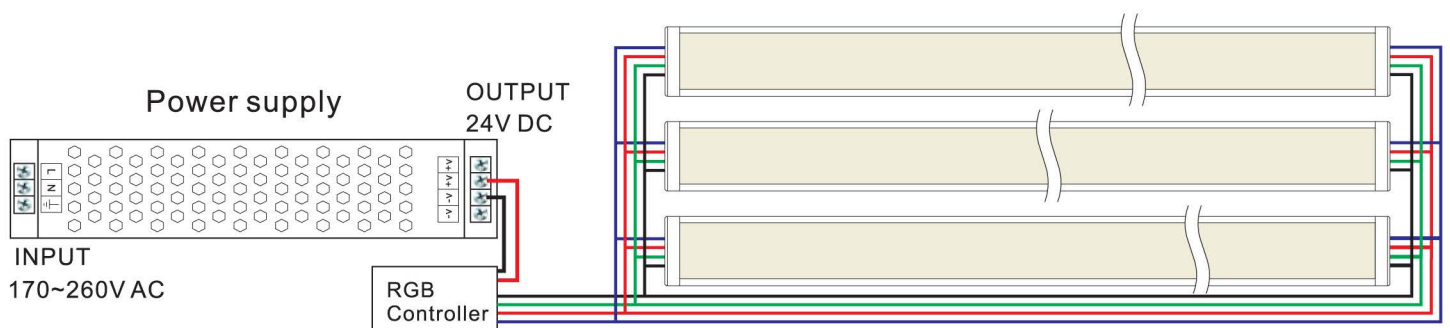 Power supply
OUTPUT
24V DC
L
N
+V
+V
-V
-V
INPUT
170~260V AC
RGB
Controller